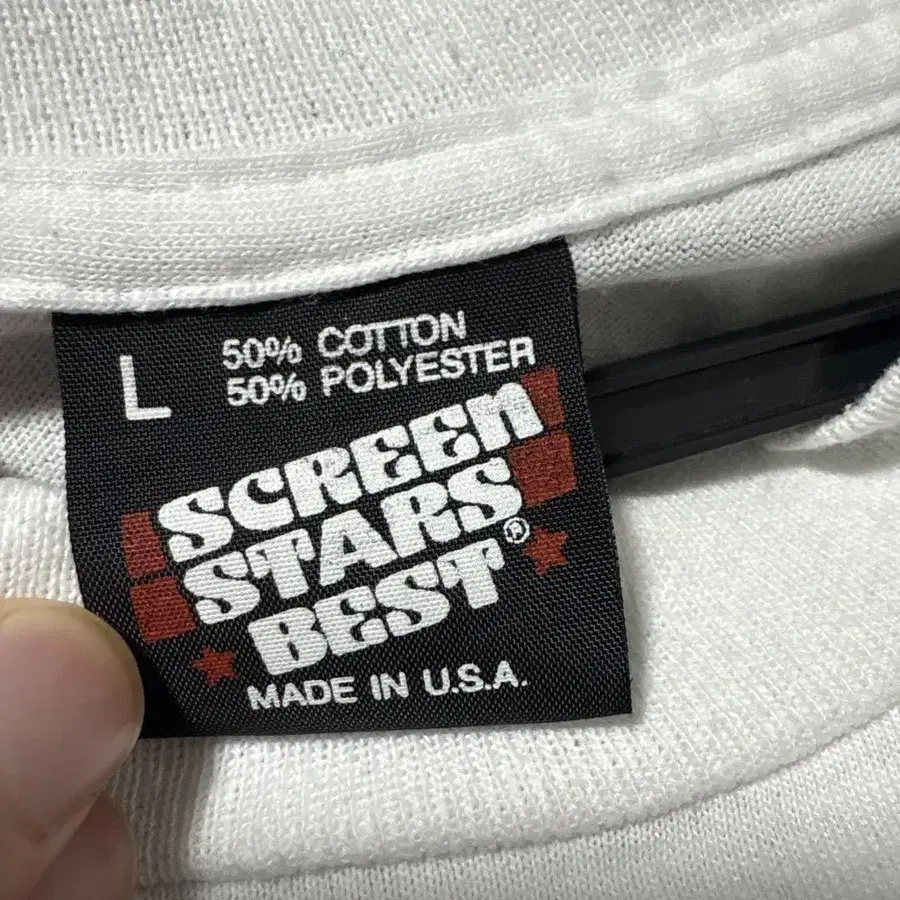 L
50% COTTON
50% POLYESTER
SCREEN
STARS
BEST®
MADE IN U.S.A.